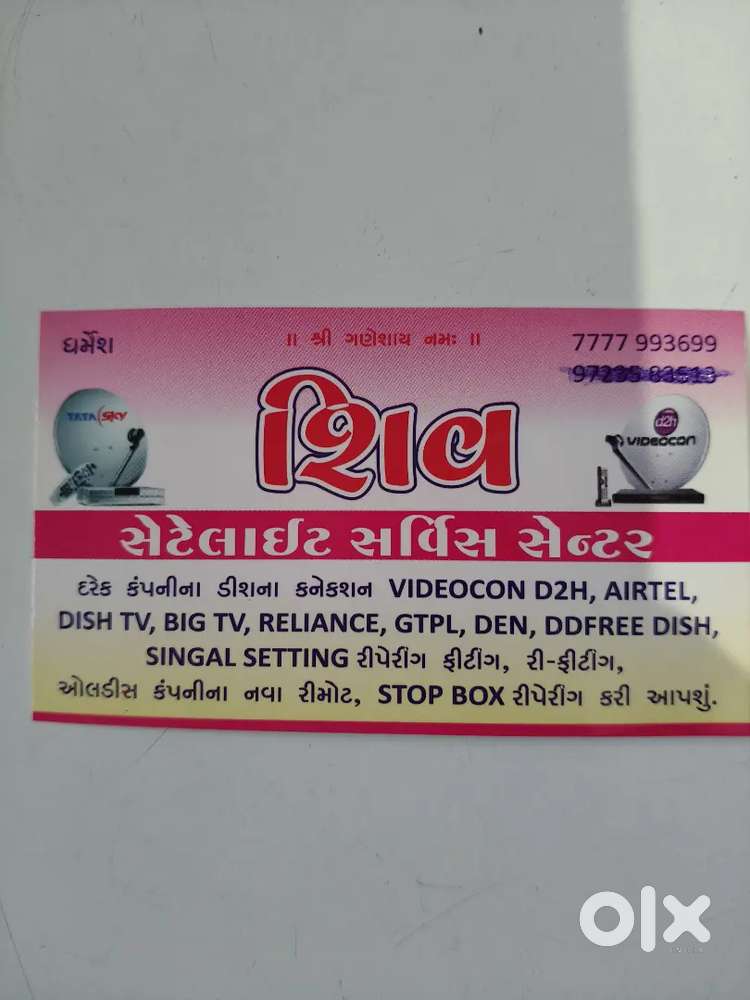 ધર્મેશ
॥ શ્રી ગણેશાય નમઃ ॥
7777 993699
TATA SKY
શિવ
d2h
VIDEOCON
સેટેલાઈટ સર્વિસ સેન્ટર
દરેક કંપનીના ડીશના કનેકશન VIDEOCON D2H, AIRTEL,
DISH TV, BIG TV, RELIANCE, GTPL, DEN, DDFREE DISH,
SINGAL SETTING રીપેરીંગ ફીટીંગ, રી-ફીટીંગ,
ઓલડીસ કંપનીના નવા રીમોટ, STOP BOX રીપેરીંગ કરી આપશું.
olx